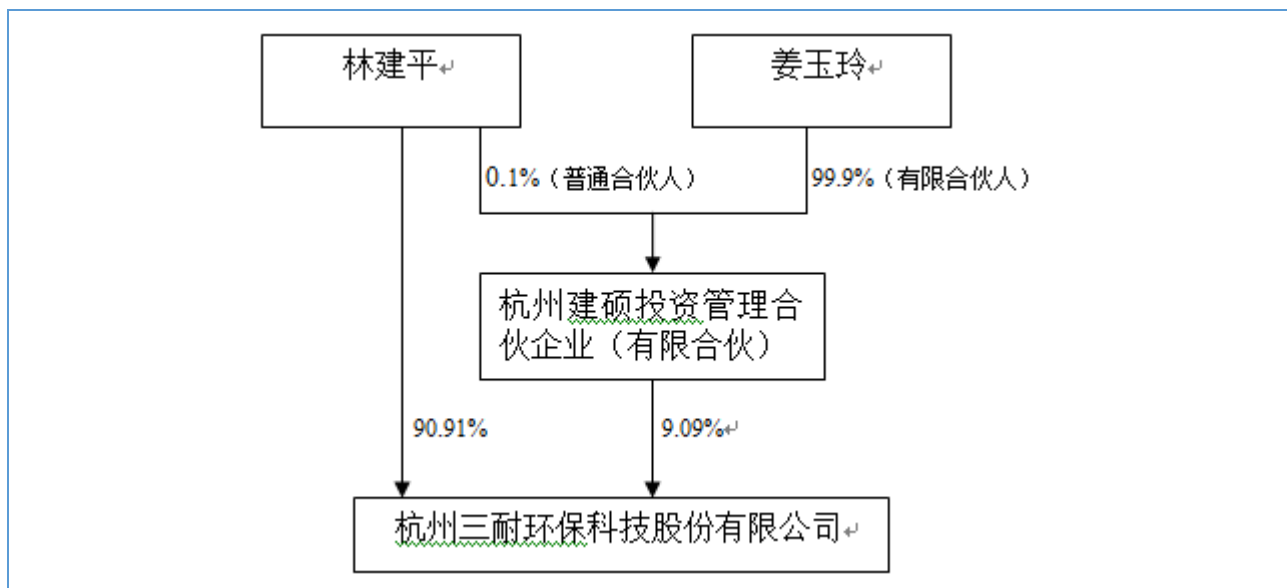 林建平
姜玉玲
0.1%（普通合伙人）
99.9%（有限合伙人）
杭州建硕投资管理合
伙企业（有限合伙）
90.91%
9.09%
杭州三耐环保科技股份有限公司